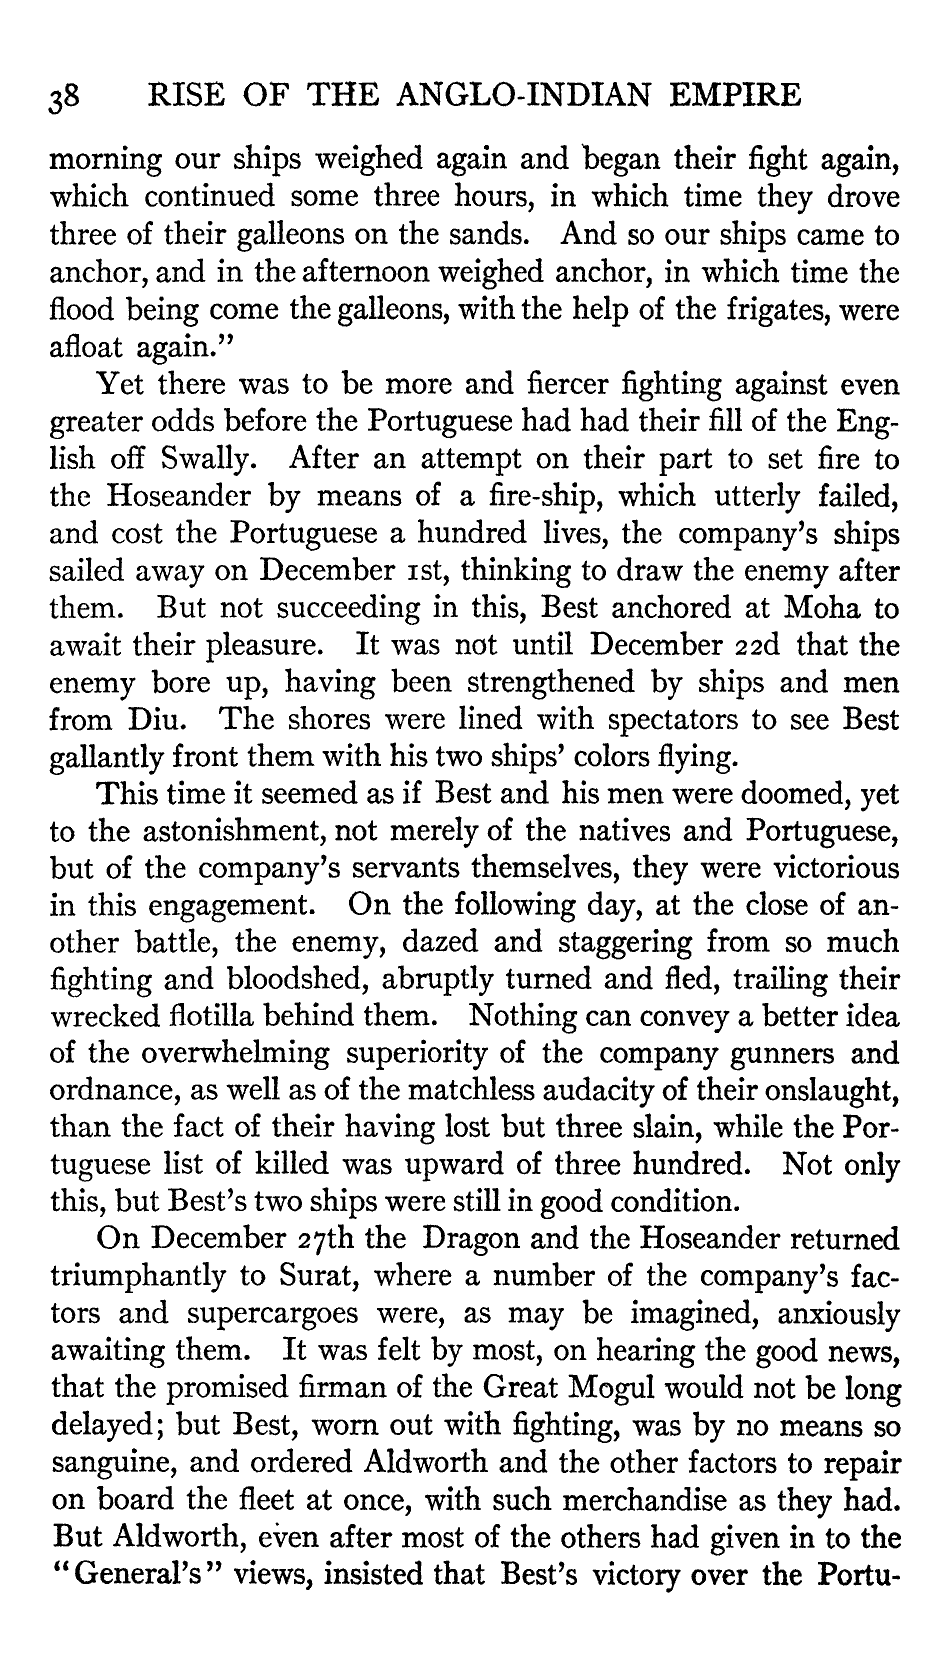 38 RISE OF THE ANGLO-INDIAN EMPIRE
morning our ships weighed again and began their fight again,
which continued some three hours, in which time they drove
three of their galleons on the sands. And so our ships came to
anchor, and in the afternoon weighed anchor, in which time the
flood being come the galleons, with the help of the frigates, were
afloat again.”
Yet there was to be more and fiercer fighting against even
greater odds before the Portuguese had had their fill of the Eng-
lish off Swally. After an attempt on their part to set fire to
the Hoseander by means of a fire-ship, which utterly failed,
and cost the Portuguese a hundred lives, the company’s ships
sailed away on December 1st, thinking to draw the enemy after
them. But not succeeding in this, Best anchored at Moha to
await their pleasure. It was not until December 22d that the
enemy bore up, having been strengthened by ships and men
from Diu. The shores were lined with spectators to see Best
gallantly front them with his two ships’ colors flying.
This time it seemed as if Best and his men were doomed, yet
to the astonishment, not merely of the natives and Portuguese,
but of the company’s servants themselves, they were victorious
in this engagement. On the following day, at the close of an-
other battle, the enemy, dazed and staggering from so much
fighting and bloodshed, abruptly turned and fled, trailing their
wrecked flotilla behind them. Nothing can convey a better idea
of the overwhelming superiority of the company gunners and
ordnance, as well as of the matchless audacity of their onslaught,
than the fact of their having lost but three slain, while the Por-
tuguese list of killed was upward of three hundred. Not only
this, but Best’s two ships were still in good condition.
On December 27th the Dragon and the Hoseander returned
triumphantly to Surat, where a number of the company’s fac-
tors and supercargoes were, as may be imagined, anxiously
awaiting them. It was felt by most, on hearing the good news,
that the promised firman of the Great Mogul would not be long
delayed; but Best, worn out with fighting, was by no means so
sanguine, and ordered Aldworth and the other factors to repair
on board the fleet at once, with such merchandise as they had.
But Aldworth, even after most of the others had given in to the
“General’s” views, insisted that Best’s victory over the Portu-